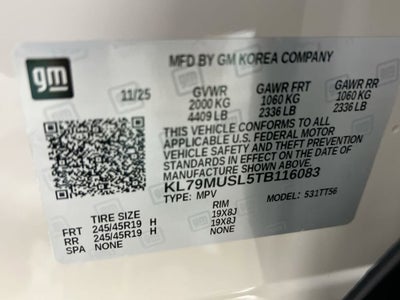 gm
MFD BY GM KOREA COMPANY
11/25 GVWR GAWR FRT GAWR RR
2000 KG 1060 KG 1060 KG
4409 LB 2336 LB 2336 LB
THIS VEHICLE CONFORMS TO ALL
APPLICABLE U.S. FEDERAL MOTOR
VEHICLE SAFETY AND THEFT
PREVENTION STANDARDS IN EFFECT
ON THE DATE OF
MANUFACTURE SHOWN ABOVE.
KL79MUSL5TB116083
TYPE: MPV MODEL: 531TT56
TIRE SIZE RIM
FRT 245/45R19 H 19X8J
RR 245/45R19 H 19X8J
SPA NONE NONE